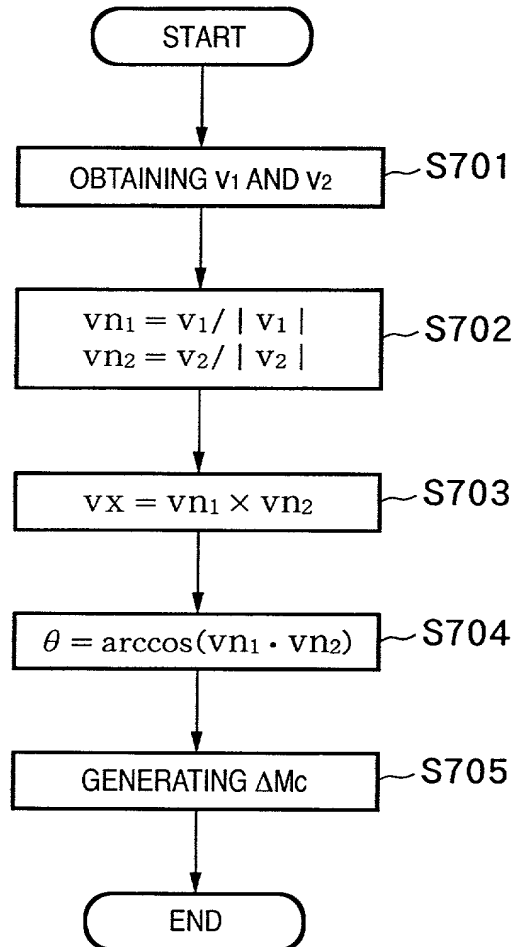 START
OBTAINING v₁ AND v₂
S701
vn₁ = v₁/ | v₁ |
vn₂ = v₂/ | v₂ |
S702
vx = vn₁ × vn₂
S703
θ = arccos(vn₁ · vn₂)
S704
GENERATING ΔMc
S705
END